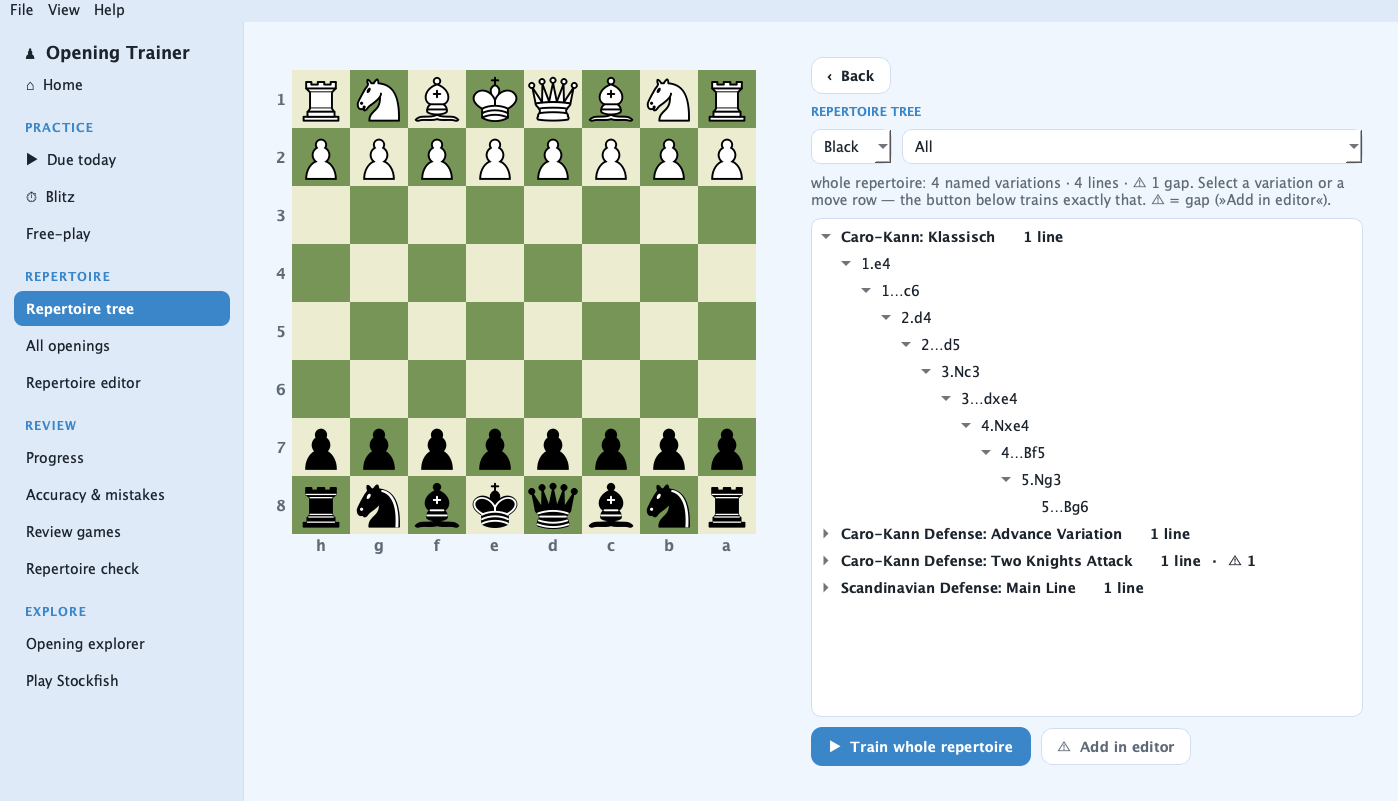 File View Help
♟ Opening Trainer
⌂ Home
PRACTICE
▶ Due today
⏱ Blitz
Free-play
REPERTOIRE
Repertoire tree
All openings
Repertoire editor
REVIEW
Progress
Accuracy & mistakes
Review games
Repertoire check
EXPLORE
Opening explorer
Play Stockfish
1
2
3
4
5
6
7
8
h g f e d c b a
‹ Back
REPERTOIRE TREE
Black All
whole repertoire: 4 named variations · 4 lines · ⚠ 1 gap. Select a variation or a
move row — the button below trains exactly that. ⚠ = gap (»Add in editor«).
Caro-Kann: Klassisch 1 line
1.e4
1…c6
2.d4
2…d5
3.Nc3
3…dxe4
4.Nxe4
4…Bf5
5.Ng3
5…Bg6
Caro-Kann Defense: Advance Variation 1 line
Caro-Kann Defense: Two Knights Attack 1 line · ⚠ 1
Scandinavian Defense: Main Line 1 line
▶ Train whole repertoire ⚠ Add in editor